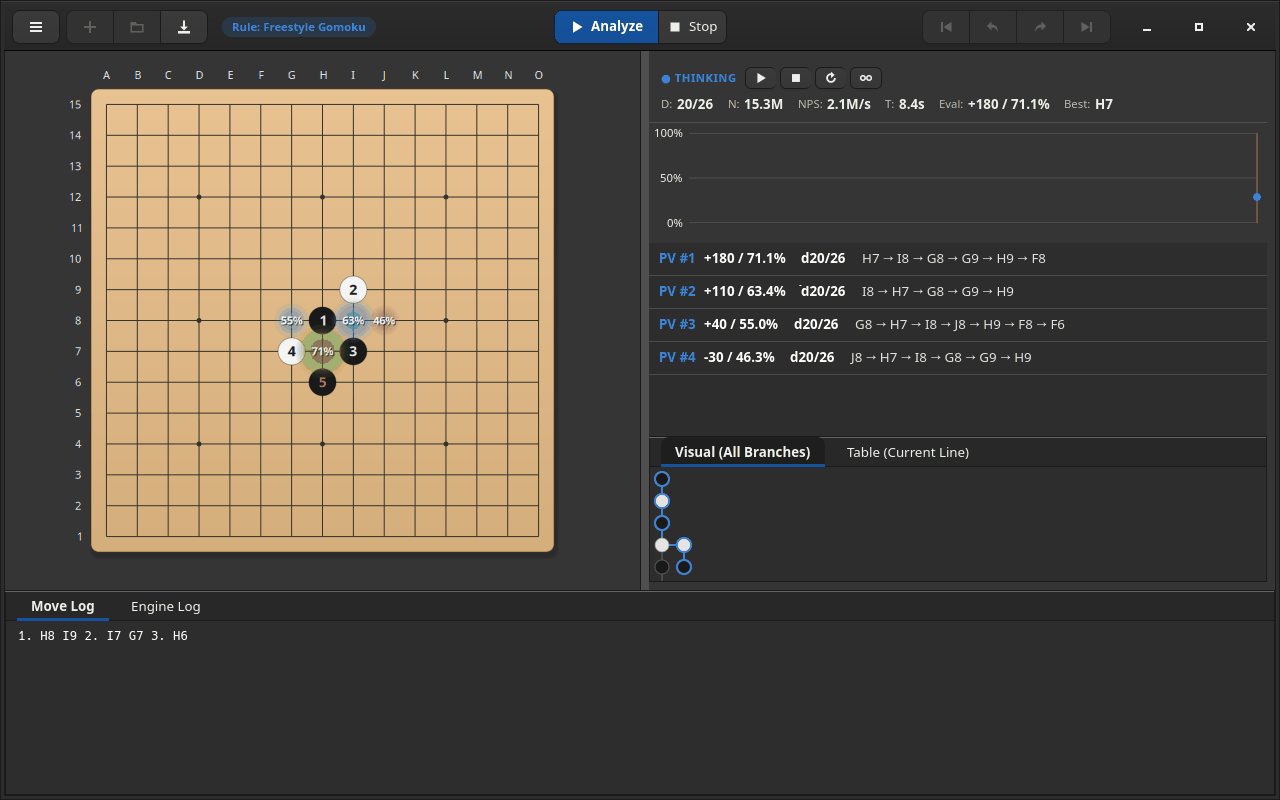 Rule: Freestyle Gomoku
Analyze
Stop
A B C D E F G H I J K L M N O
15
14
13
12
11
10
9
8
7
6
5
4
3
2
1
2
55% 1 63% 46%
4 71% 3
5
THINKING
D: 20/26 N: 15.3M NPS: 2.1M/s T: 8.4s Eval: +180 / 71.1% Best: H7
100%
50%
0%
PV #1 +180 / 71.1% d20/26 H7 → I8 → G8 → G9 → H9 → F8
PV #2 +110 / 63.4% d20/26 I8 → H7 → G8 → G9 → H9
PV #3 +40 / 55.0% d20/26 G8 → H7 → I8 → J8 → H9 → F8 → F6
PV #4 -30 / 46.3% d20/26 J8 → H7 → I8 → G8 → G9 → H9
Visual (All Branches) Table (Current Line)
Move Log Engine Log
1. H8 I9 2. I7 G7 3. H6